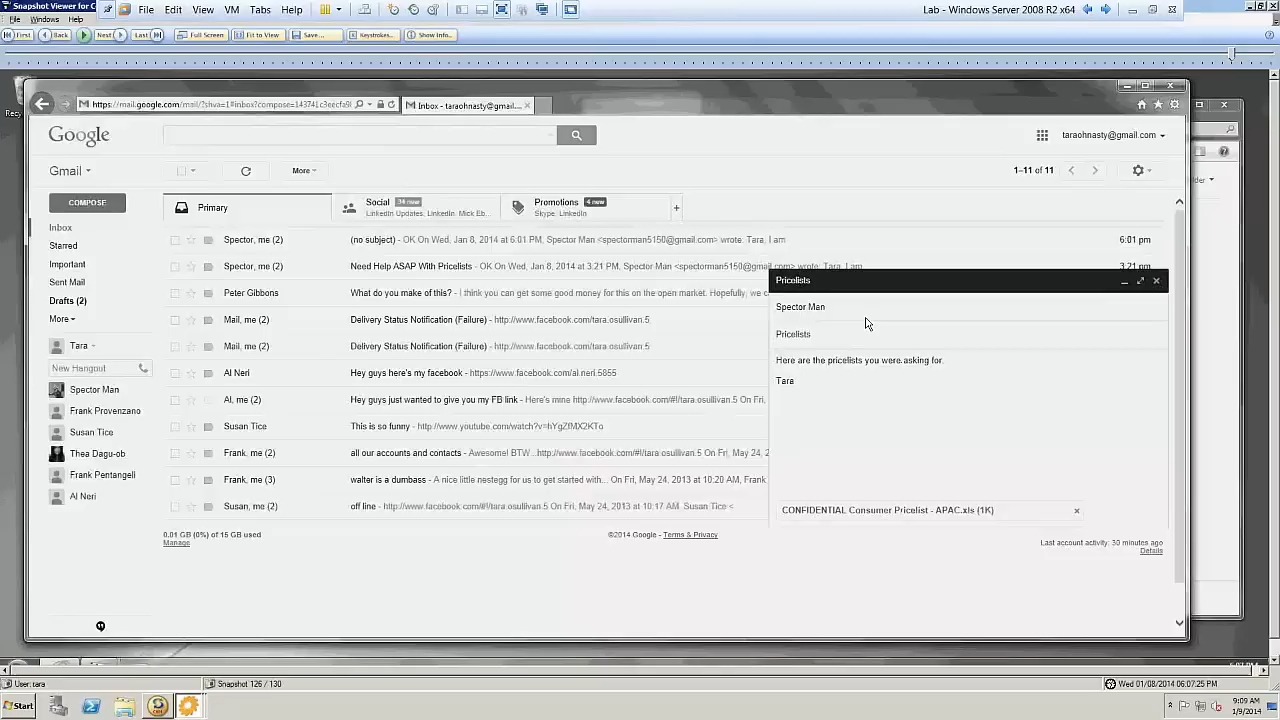 Snapshot Viewer for C
File Edit View VM Tabs Help
Lab - Windows Server 2008 R2 x64
File Windows Help
First Back Next Last Full Screen Fit to View Save... Keystrokes... Show Info...
https://mail.google.com/mail/?shva=1#inbox?compose=143741c3eecfa9
Inbox - taraohnasty@gmail....
Google
taraohnasty@gmail.com
Gmail
More
1–11 of 11
COMPOSE
Primary
Social 34 new
LinkedIn Updates, LinkedIn, Mick Eb...
Promotions 4 new
Skype, LinkedIn
Inbox
Starred
Important
Sent Mail
Drafts (2)
More
Tara
New Hangout
Spector Man
Frank Provenzano
Susan Tice
Thea Dagu-ob
Frank Pentangeli
Al Neri
Spector, me (2) (no subject) - OK On Wed, Jan 8, 2014 at 6:01 PM, Spector Man <spectorman5150@gmail.com> wrote: Tara, I am 6:01 pm
Spector, me (2) Need Help ASAP With Pricelists - OK On Wed, Jan 8, 2014 at 3:21 PM, Spector Man <spectorman5150@gmail.com> wrote: Tara, I am 3:21 pm
Peter Gibbons What do you make of this? - I think you can get some good money for this on the open market. Hopefully, we c
Mail, me (2) Delivery Status Notification (Failure) - http://www.facebook.com/tara.osullivan.5
Mail, me (2) Delivery Status Notification (Failure) - http://www.facebook.com/tara.osullivan.5
Al Neri Hey guys here's my facebook - https://www.facebook.com/al.neri.5855
Al, me (2) Hey guys just wanted to give you my FB link - Here's mine http://www.facebook.com/#!/tara.osullivan.5 On Fri,
Susan Tice This is so funny - http://www.youtube.com/watch?v=hYgZfMX2KTo
Frank, me (2) all our accounts and contacts - Awesome! BTW...http://www.facebook.com/#!/tara.osullivan.5 On Fri, May 24, 2
Frank, me (3) walter is a dumbass - A nice little nestegg for us to get started with... On Fri, May 24, 2013 at 10:20 AM, Frank
Susan, me (2) off line - http://www.facebook.com/#!/tara.osullivan.5 On Fri, May 24, 2013 at 10:17 AM, Susan Tice <
Pricelists
Spector Man
Pricelists
Here are the pricelists you were asking for.
Tara
CONFIDENTIAL Consumer Pricelist - APAC.xls (1K)
0.01 GB (0%) of 15 GB used
Manage
©2014 Google - Terms & Privacy
Last account activity: 30 minutes ago
Details
User: tara
Snapshot 126 / 130
Wed 01/08/2014 06:07:25 PM
Start
9:09 AM
1/9/2014